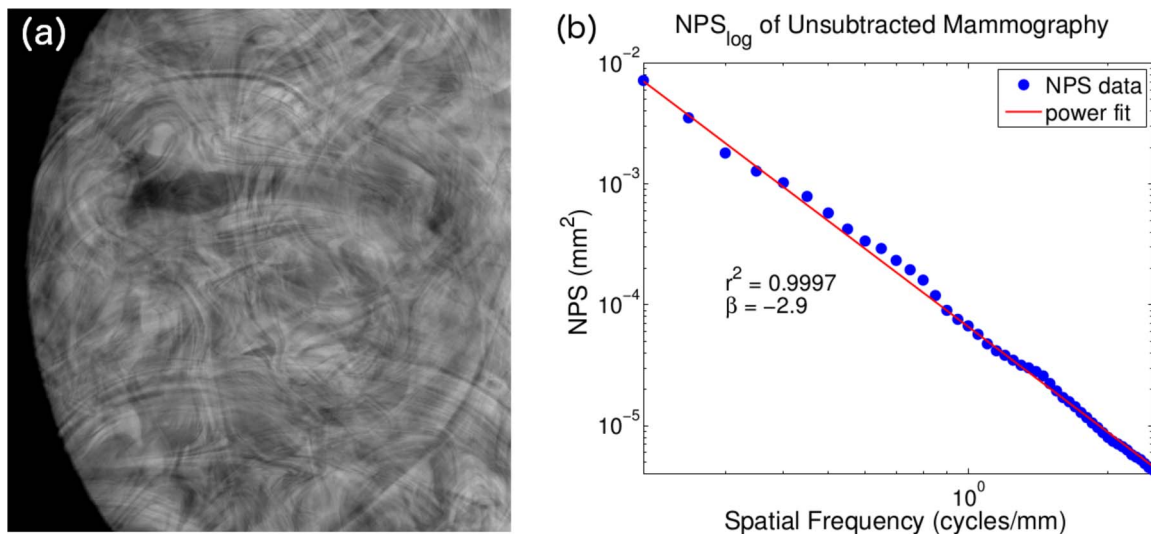 (a)
(b)
NPS_log of Unsubtracted Mammography
NPS data
power fit
10^-2
10^-3
10^-4
10^-5
NPS (mm^2)
r^2 = 0.9997
β = −2.9
10^0
Spatial Frequency (cycles/mm)